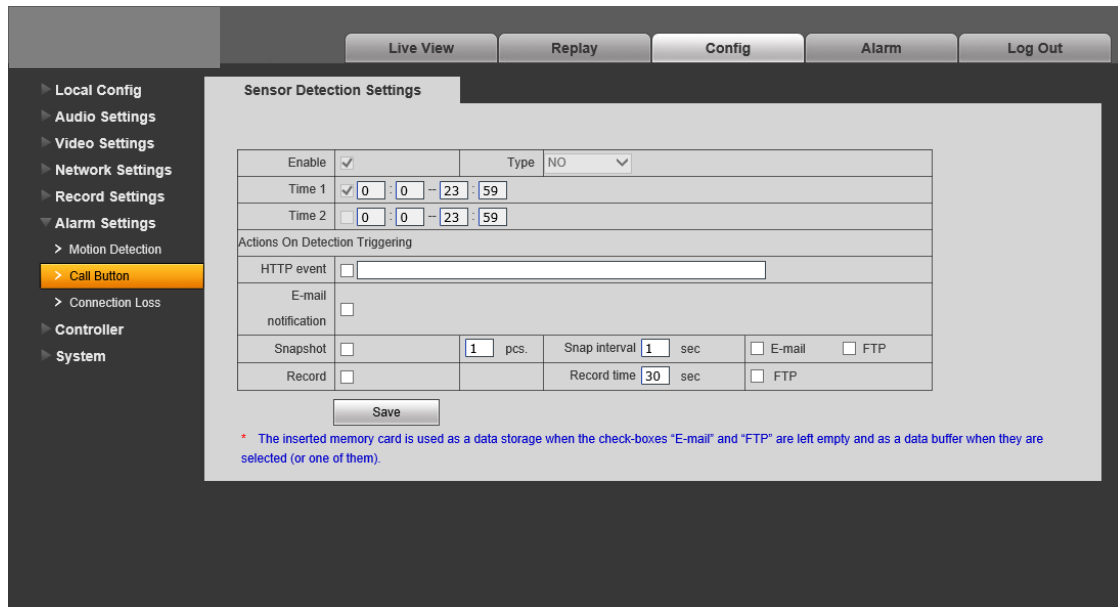 Live View Replay Config Alarm Log Out
Local Config
Audio Settings
Video Settings
Network Settings
Record Settings
Alarm Settings
> Motion Detection
> Call Button
> Connection Loss
Controller
System
Sensor Detection Settings
Enable Type NO
Time 1 0 : 0 -- 23 : 59
Time 2 0 : 0 -- 23 : 59
Actions On Detection Triggering
HTTP event
E-mail
notification
Snapshot 1 pcs. Snap interval 1 sec E-mail FTP
Record Record time 30 sec FTP
Save
* The inserted memory card is used as a data storage when the check-boxes “E-mail” and “FTP” are left empty and as a data buffer when they are
selected (or one of them).